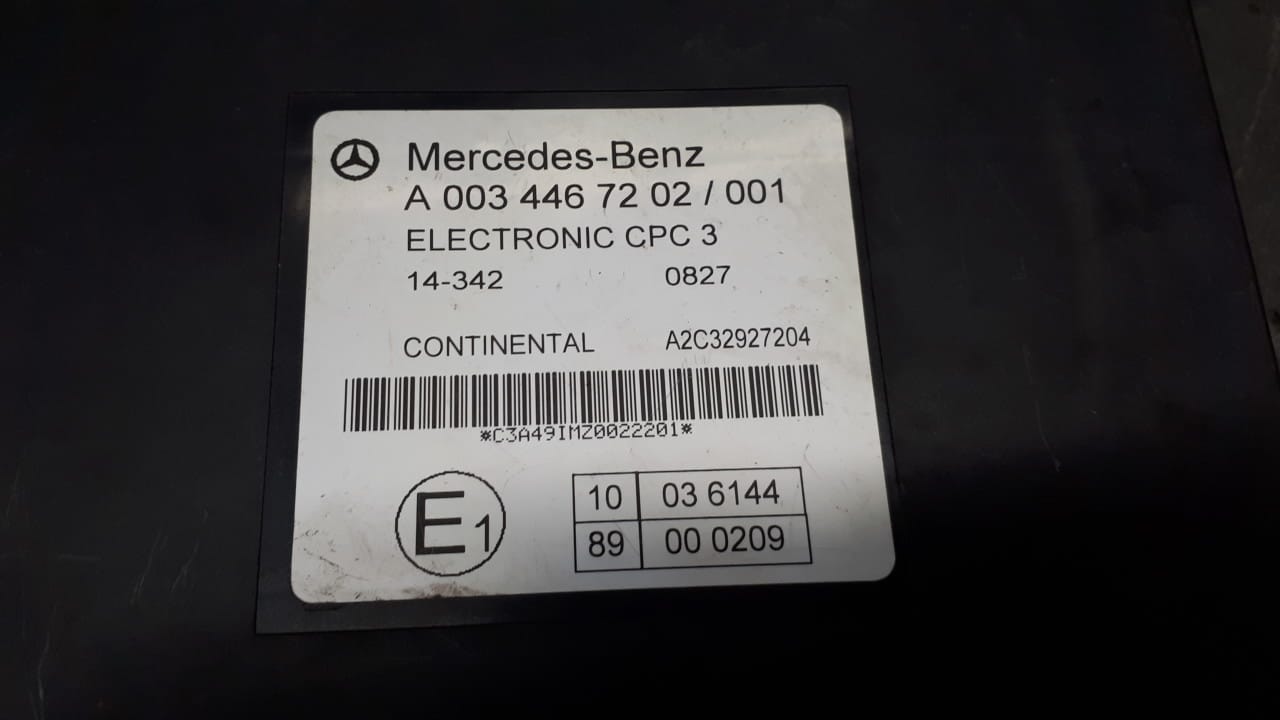 Mercedes-Benz
A 003 446 72 02 / 001
ELECTRONIC CPC 3
14-342 0827
CONTINENTAL A2C32927204
*C3A49IMZ0022201*
E1
10 03 6144
89 00 0209